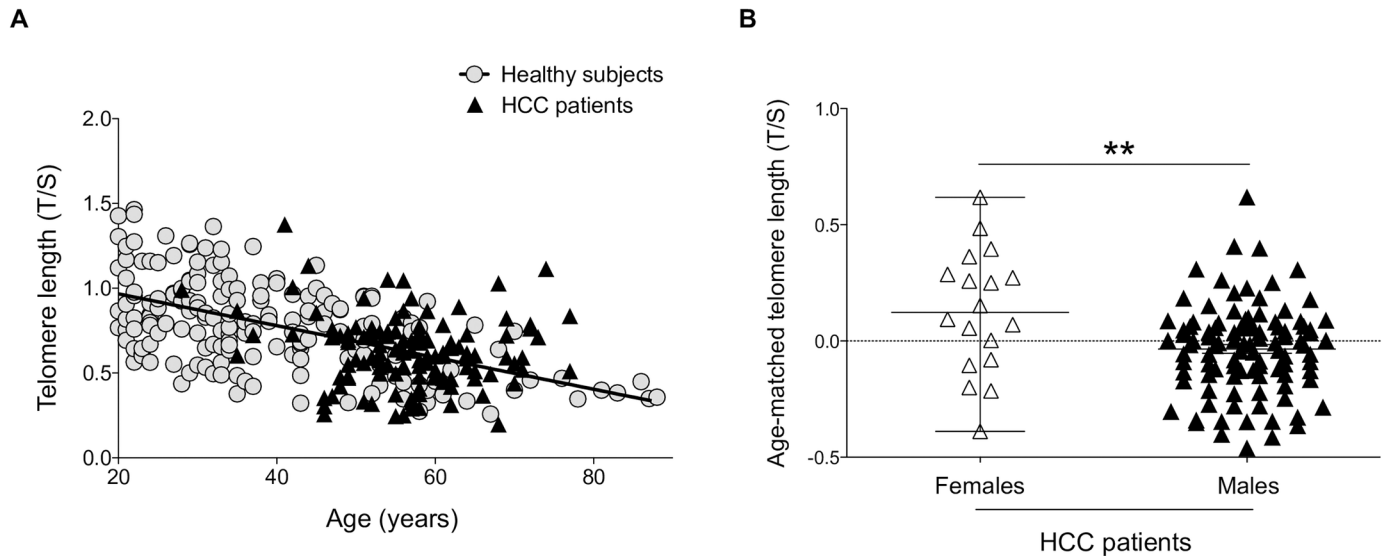 A
Healthy subjects
HCC patients
Telomere length (T/S)
2.0
1.5
1.0
0.5
0.0
20
40
60
80
Age (years)
B
Age-matched telomere length (T/S)
1.0
0.5
0.0
-0.5
**
Females
Males
HCC patients